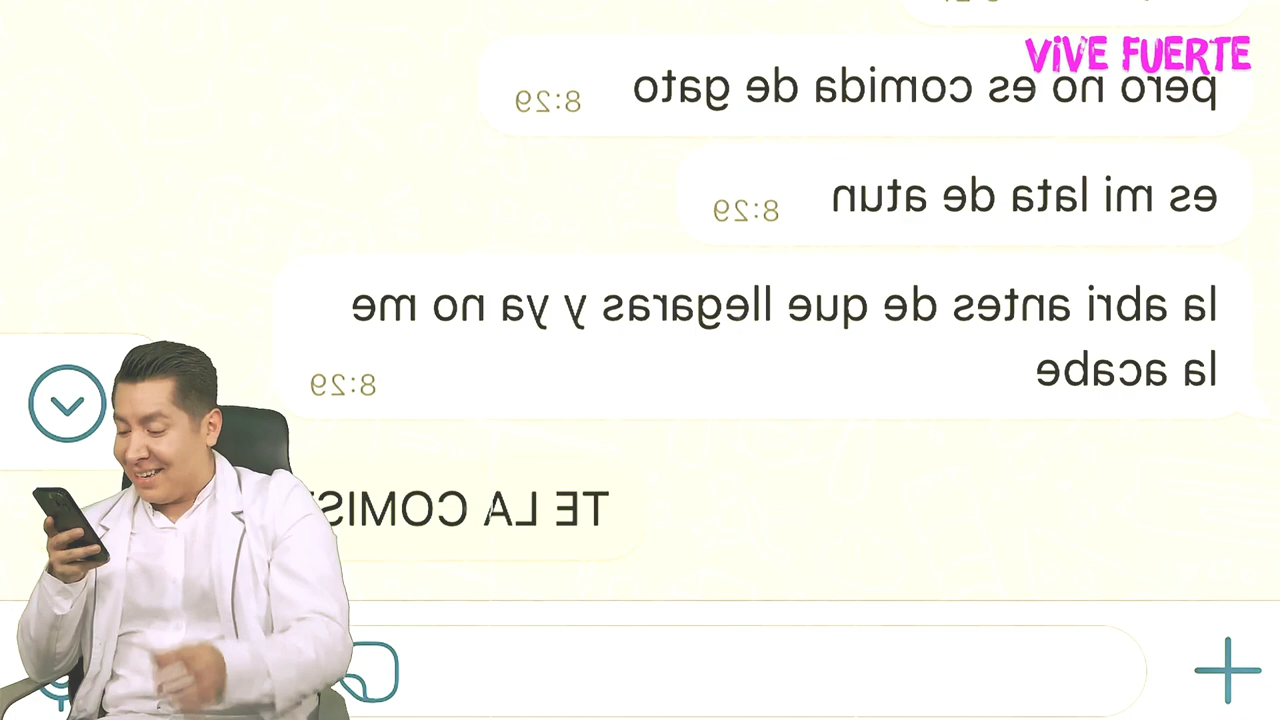 VIVE FUERTE
pero no es comida de gato 8:29
es mi lata de atun 8:29
la abri antes de que llegaras y ya no me
la acabe 8:29
TE LA